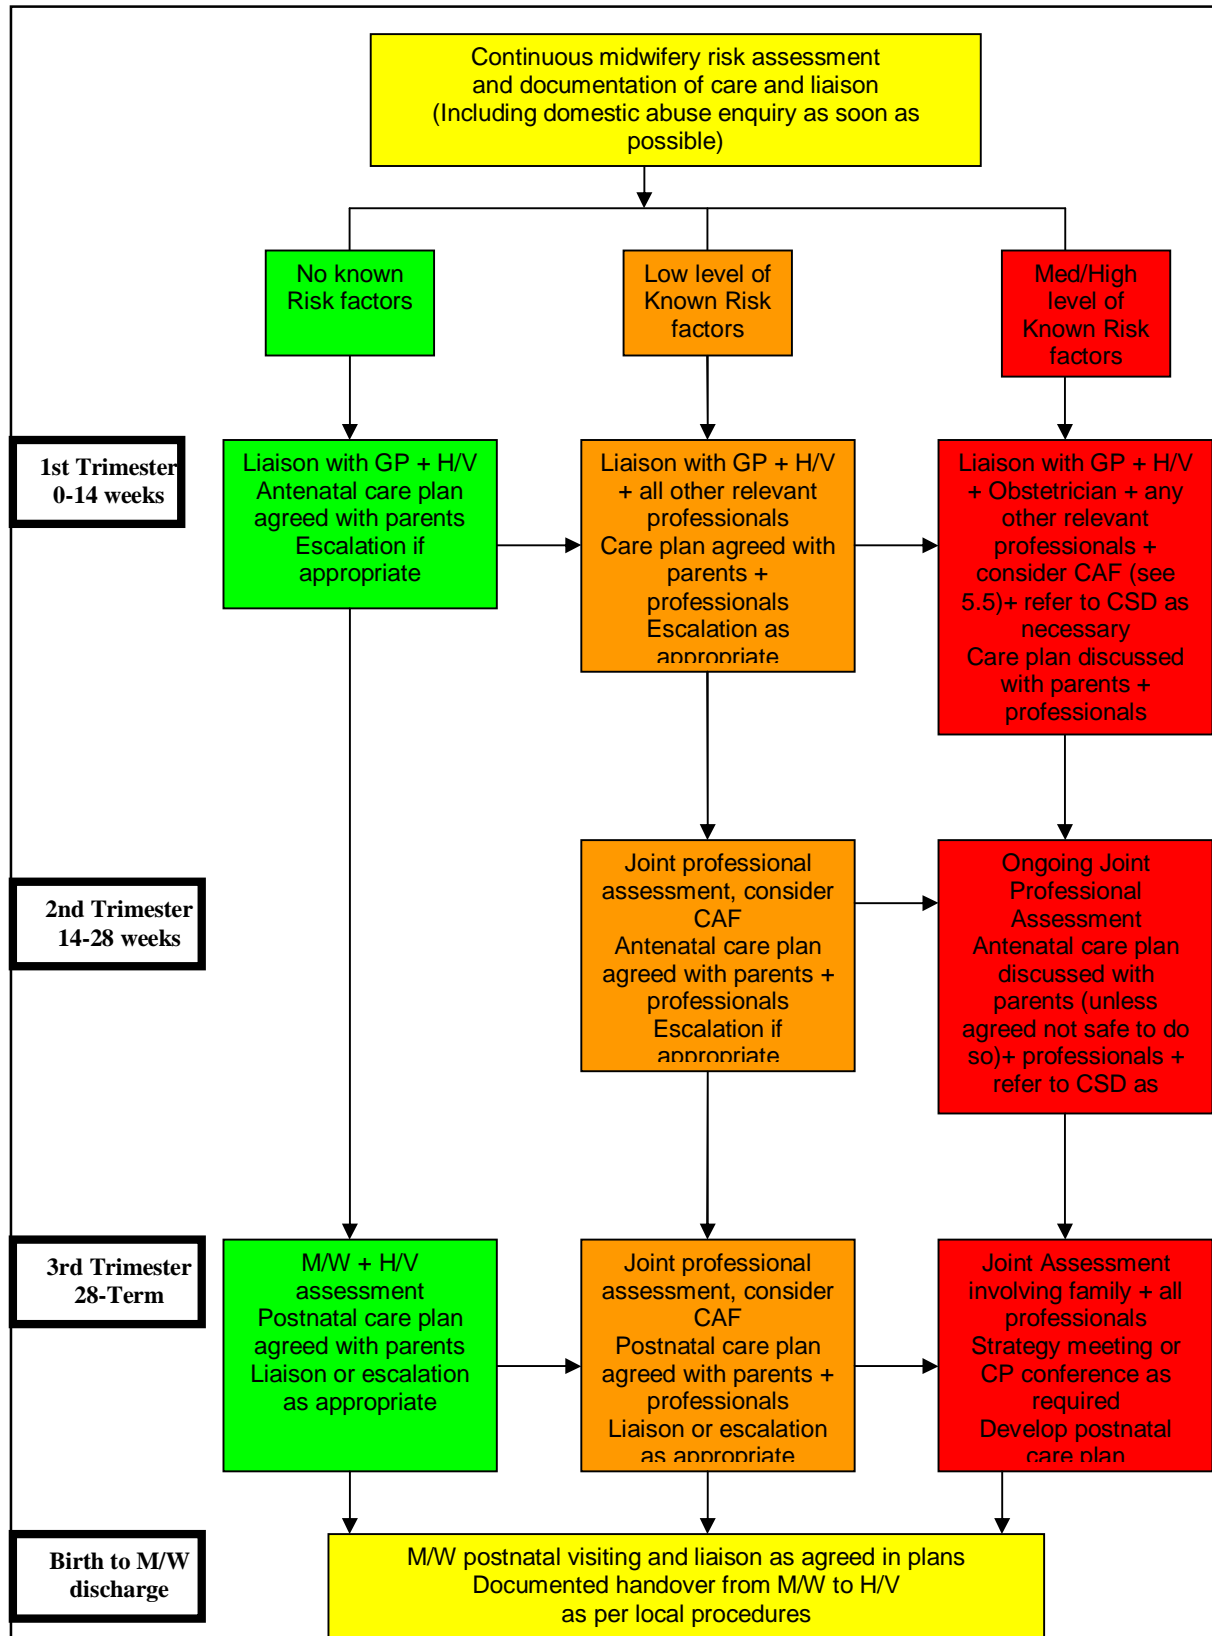 Continuous midwifery risk assessment
and documentation of care and liaison
(Including domestic abuse enquiry as soon as
possible)
No known
Risk factors
Low level of
Known Risk
factors
Med/High
level of
Known Risk
factors
1st Trimester
0-14 weeks
Liaison with GP + H/V
Antenatal care plan
agreed with parents
Escalation if
appropriate
Liaison with GP + H/V
+ all other relevant
professionals
Care plan agreed with
parents +
professionals
Escalation as
appropriate
Liaison with GP + H/V
+ Obstetrician + any
other relevant
professionals +
consider CAF (see
5.5)+ refer to CSD as
necessary
Care plan discussed
with parents +
professionals
2nd Trimester
14-28 weeks
Joint professional
assessment, consider
CAF
Antenatal care plan
agreed with parents +
professionals
Escalation if
appropriate
Ongoing Joint
Professional
Assessment
Antenatal care plan
discussed with
parents (unless
agreed not safe to do
so)+ professionals +
refer to CSD as
3rd Trimester
28-Term
M/W + H/V
assessment
Postnatal care plan
agreed with parents
Liaison or escalation
as appropriate
Joint professional
assessment, consider
CAF
Postnatal care plan
agreed with parents +
professionals
Liaison or escalation
as appropriate
Joint Assessment
involving family + all
professionals
Strategy meeting or
CP conference as
required
Develop postnatal
care plan
Birth to M/W
discharge
M/W postnatal visiting and liaison as agreed in plans
Documented handover from M/W to H/V
as per local procedures